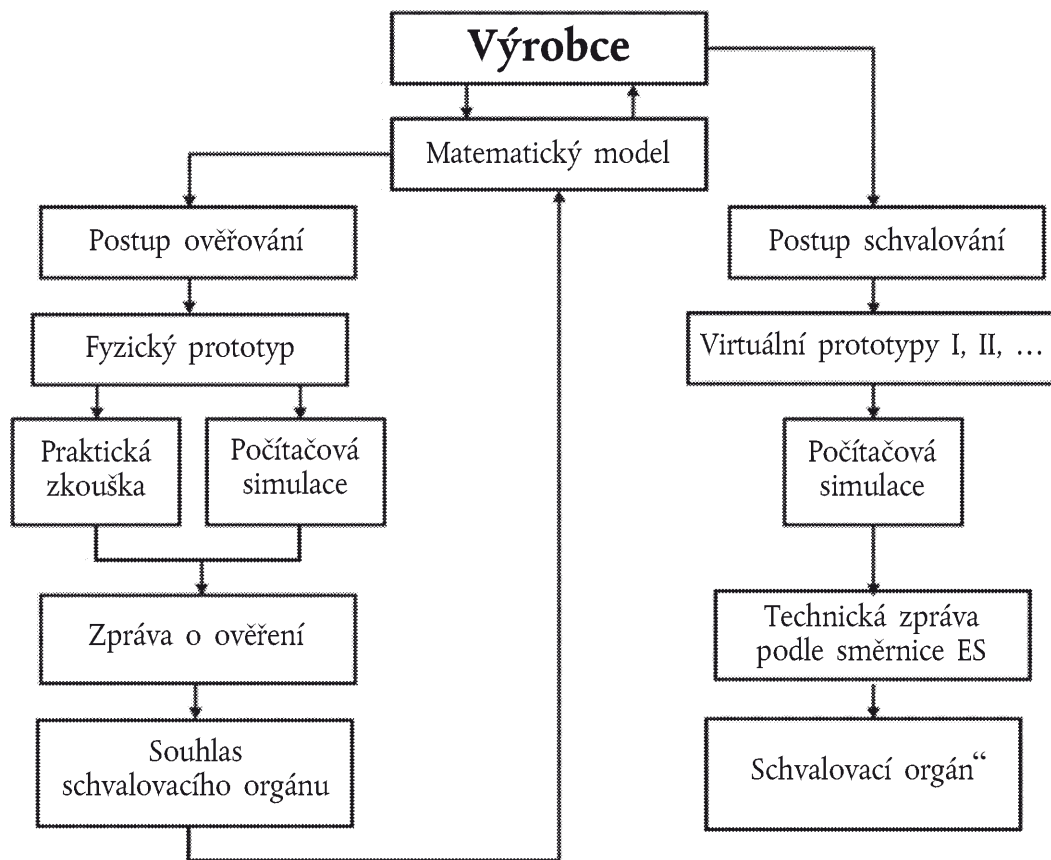 Výrobce
Matematický model
Postup ověřování
Fyzický prototyp
Praktická
zkouška
Počítačová
simulace
Zpráva o ověření
Souhlas
schvalovacího orgánu
Postup schvalování
Virtuální prototypy I, II, …
Počítačová
simulace
Technická zpráva
podle směrnice ES
Schvalovací orgán“